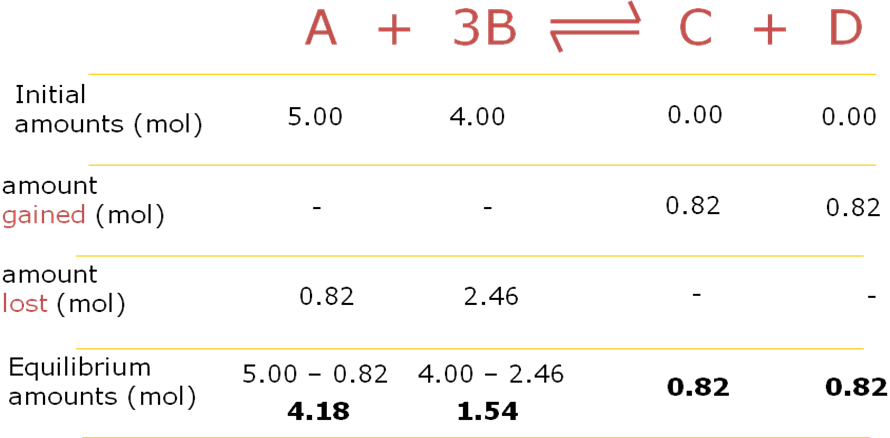 A + 3B ⇌ C + D
Initial
amounts (mol) 5.00 4.00 0.00 0.00
amount
gained (mol) - - 0.82 0.82
amount
lost (mol) 0.82 2.46 - -
Equilibrium 5.00 – 0.82 4.00 – 2.46
amounts (mol) 4.18 1.54 0.82 0.82